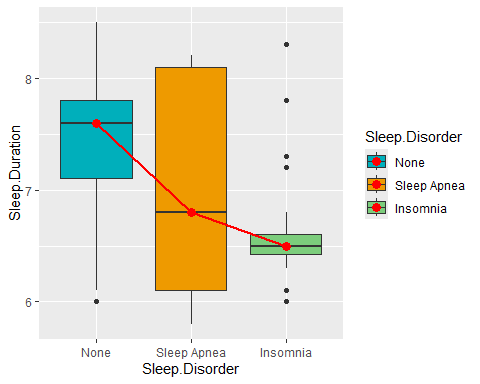 8
7
6
Sleep.Duration
None
Sleep Apnea
Insomnia
Sleep.Disorder
Sleep.Disorder
None
Sleep Apnea
Insomnia